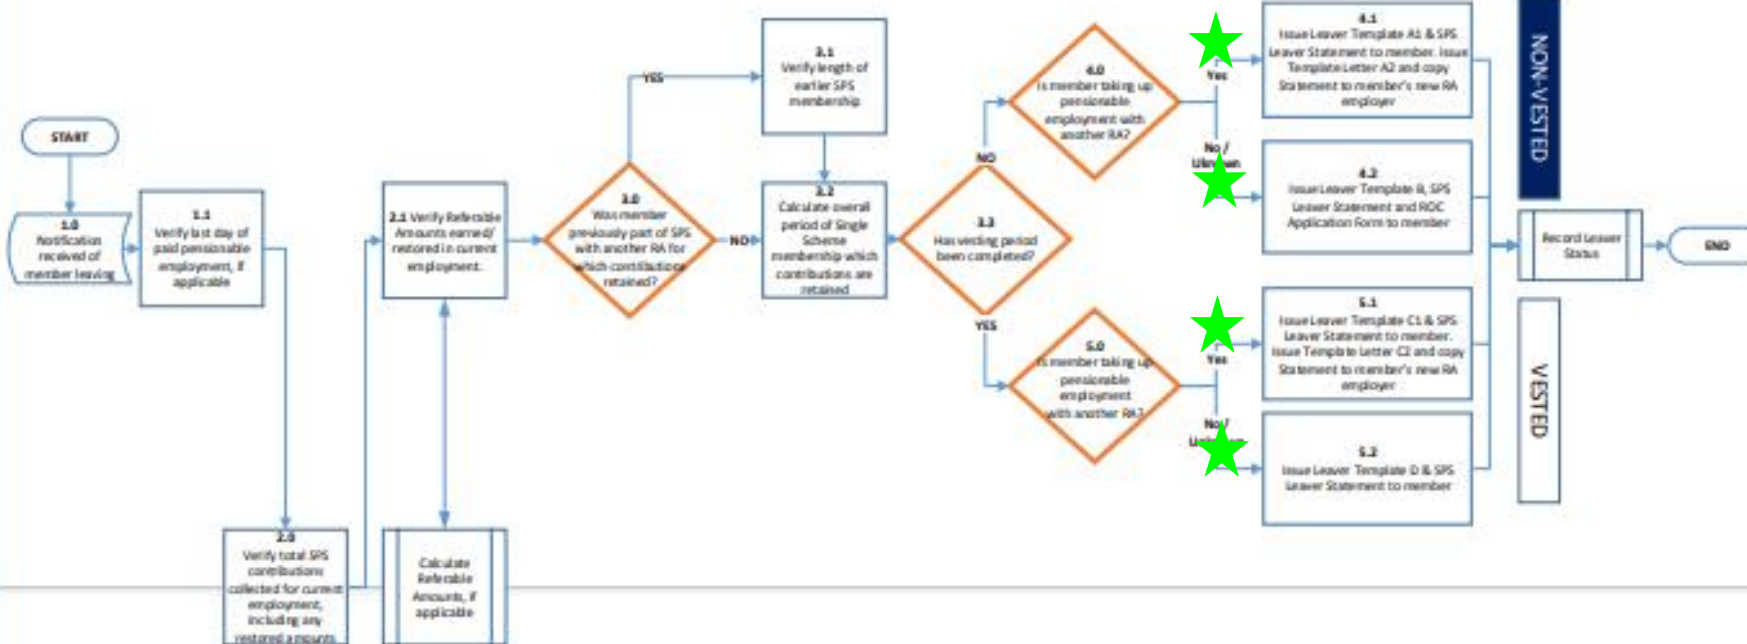 START
1.0
Notification
received of
member leaving
1.1
Verify last day of
paid pensionable
employment, if
applicable
2.0
Verify total SPS
contributions
collected for current
employment,
including any
restored amounts
2.1 Verify Referable
Amounts earned/
restored in current
employment.
Calculate
Referable
Amounts, if
applicable
3.0
Was member
previously part of SPS
with another RA for
which contributions
retained?
YES
NO
3.1
Verify length of
earlier SPS
membership
3.2
Calculate overall
period of Single
Scheme
membership which
contributions are
retained
3.3
Has vesting period
been completed?
NO
YES
4.0
Is member taking up
pensionable
employment with
another RA?
Yes
No /
4.1
Issue Leaver Template A1 & SPS
Leaver Statement to member. Issue
Template Letter A2 and copy
Statement to member's new RA
employer
4.2
Issue Leaver Template B, SPS
Leaver Statement and ROC
Application Form to member
5.0
Is member taking up
pensionable
employment
with another RA?
Yes
No/
5.1
Issue Leaver Template C1 & SPS
Leaver Statement to member.
Issue Template Letter C2 and copy
Statement to member's new RA
employer
5.2
Issue Leaver Template D & SPS
Leaver Statement to member
NON-VESTED
VESTED
Record Leaver
Status
END